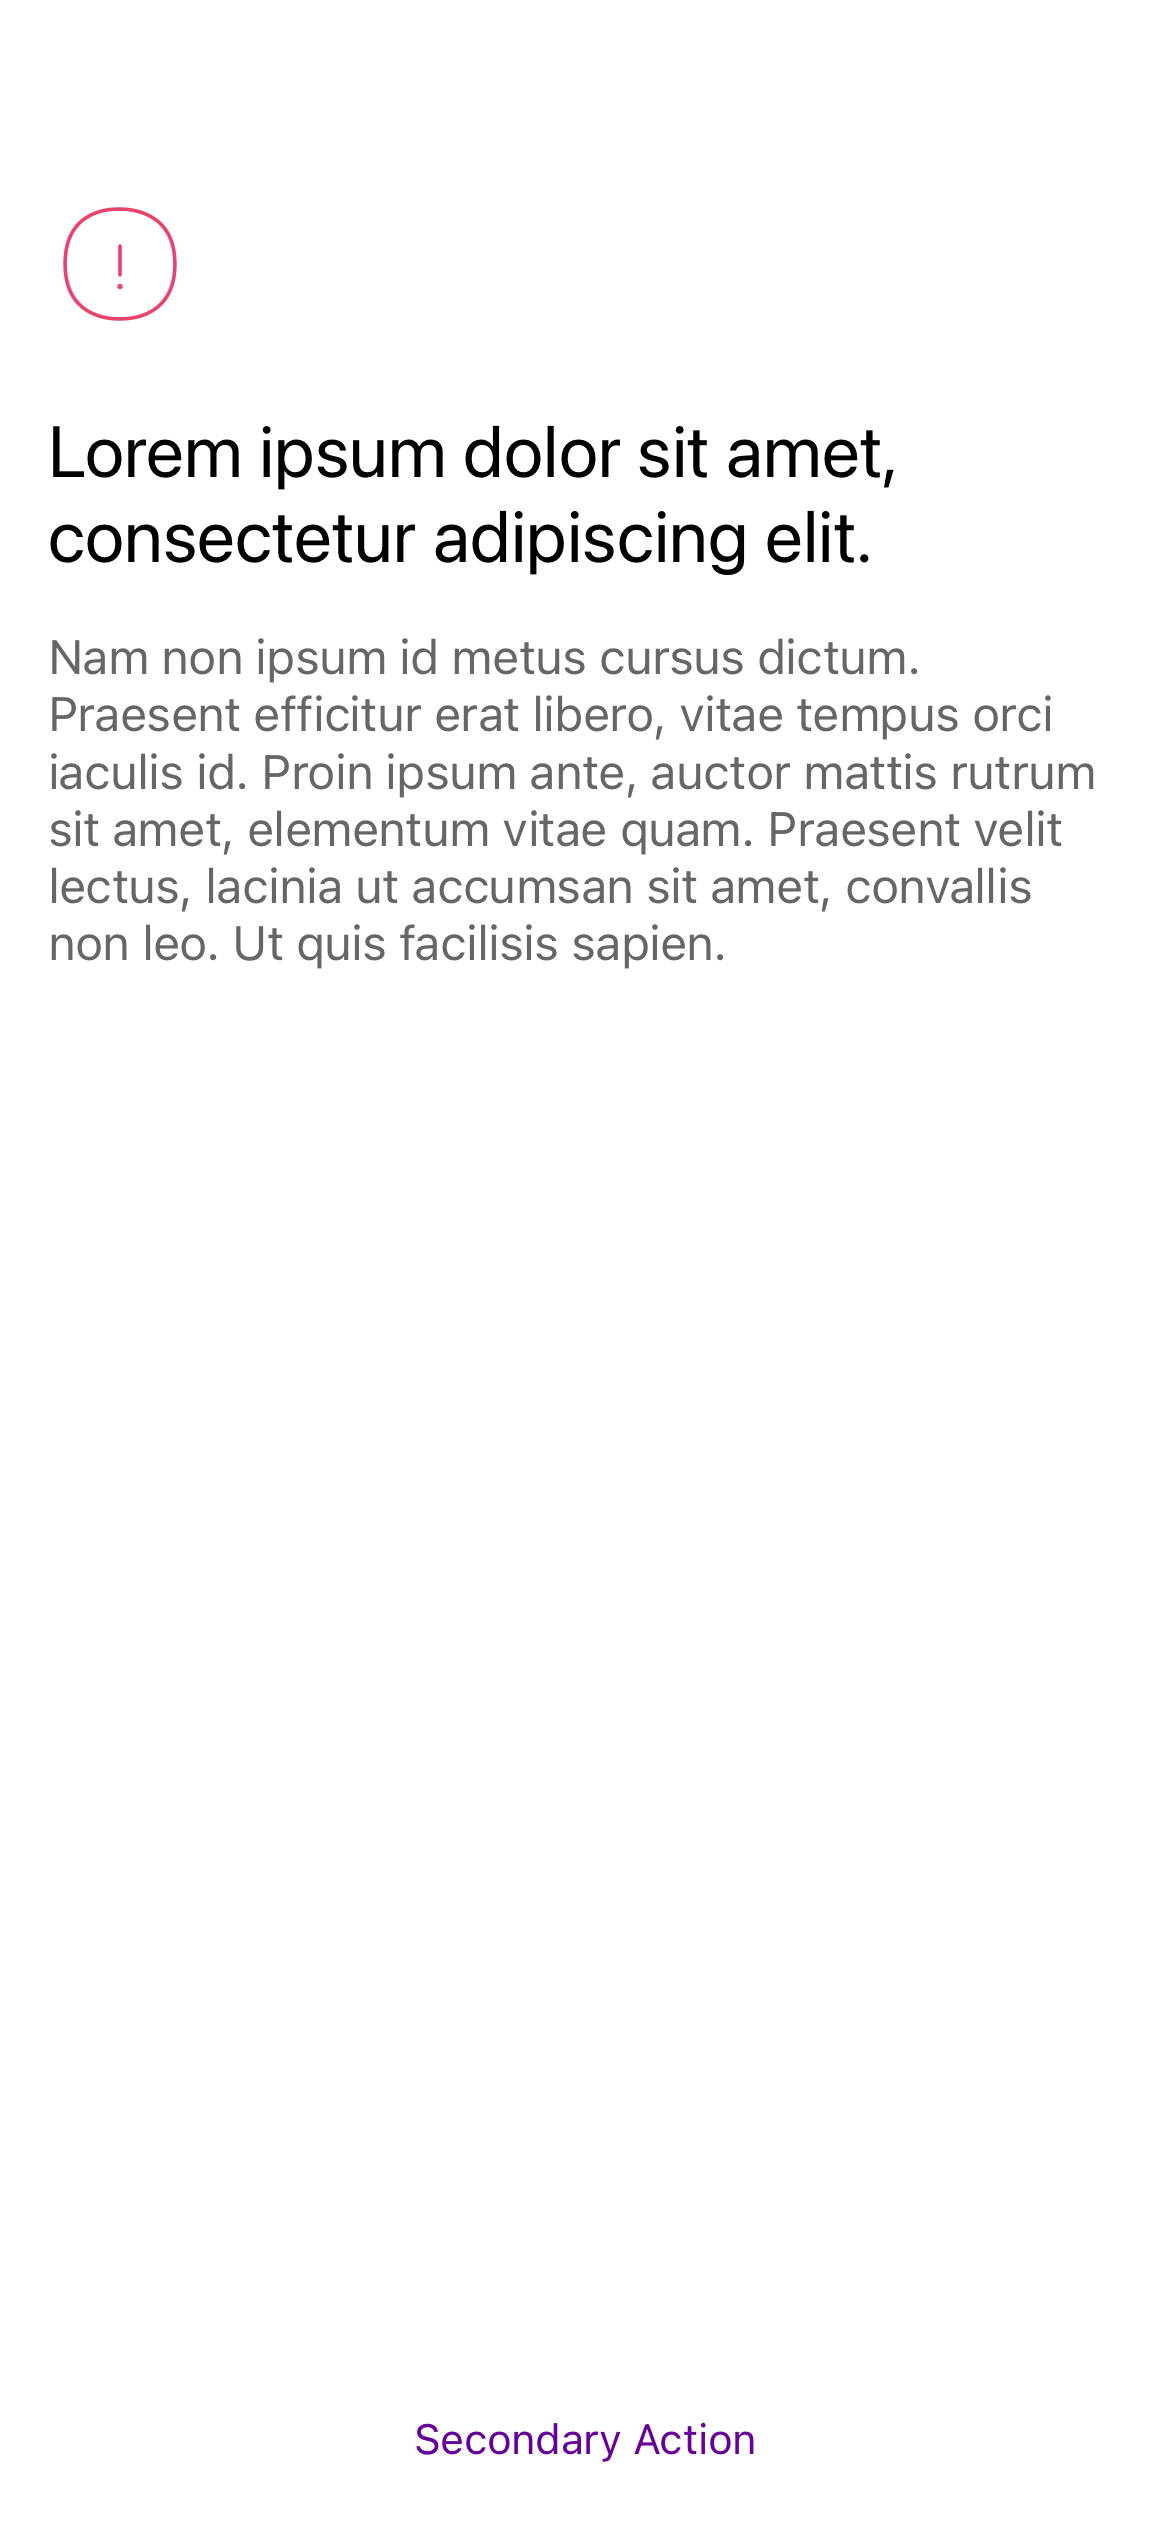 !
Lorem ipsum dolor sit amet,
consectetur adipiscing elit.
Nam non ipsum id metus cursus dictum.
Praesent efficitur erat libero, vitae tempus orci
iaculis id. Proin ipsum ante, auctor mattis rutrum
sit amet, elementum vitae quam. Praesent velit
lectus, lacinia ut accumsan sit amet, convallis
non leo. Ut quis facilisis sapien.
Secondary Action